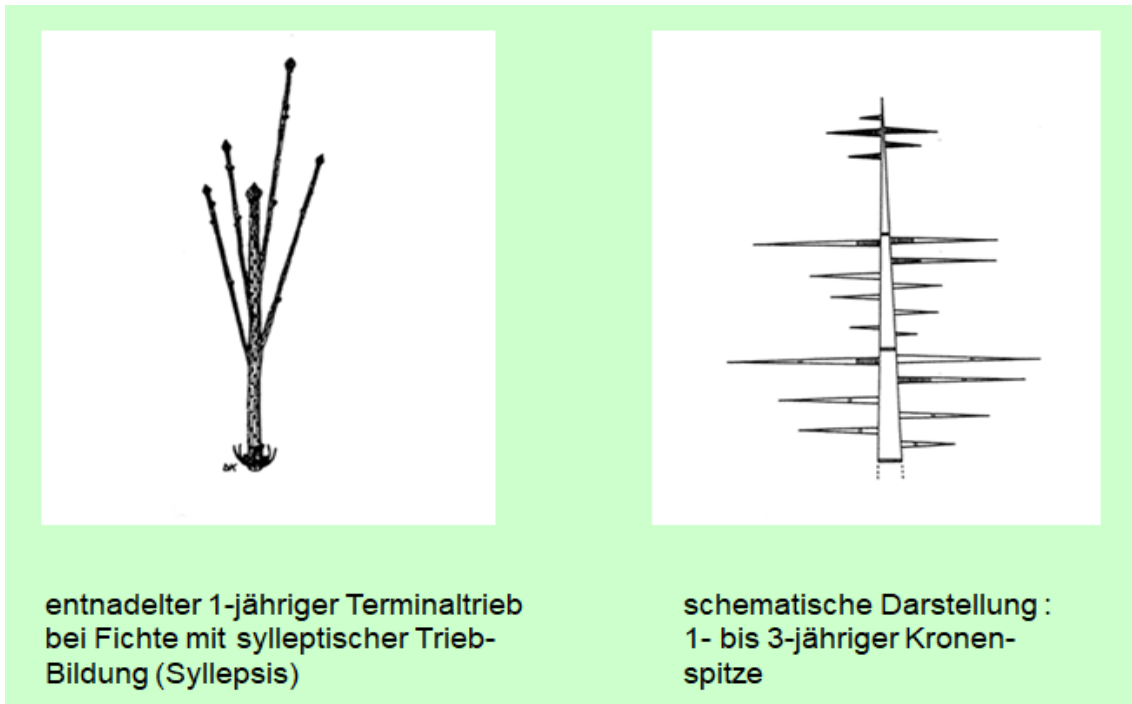 DK
entnadelter 1-jähriger Terminaltrieb
bei Fichte mit sylleptischer Trieb-
Bildung (Syllepsis)
schematische Darstellung :
1- bis 3-jähriger Kronen-
spitze